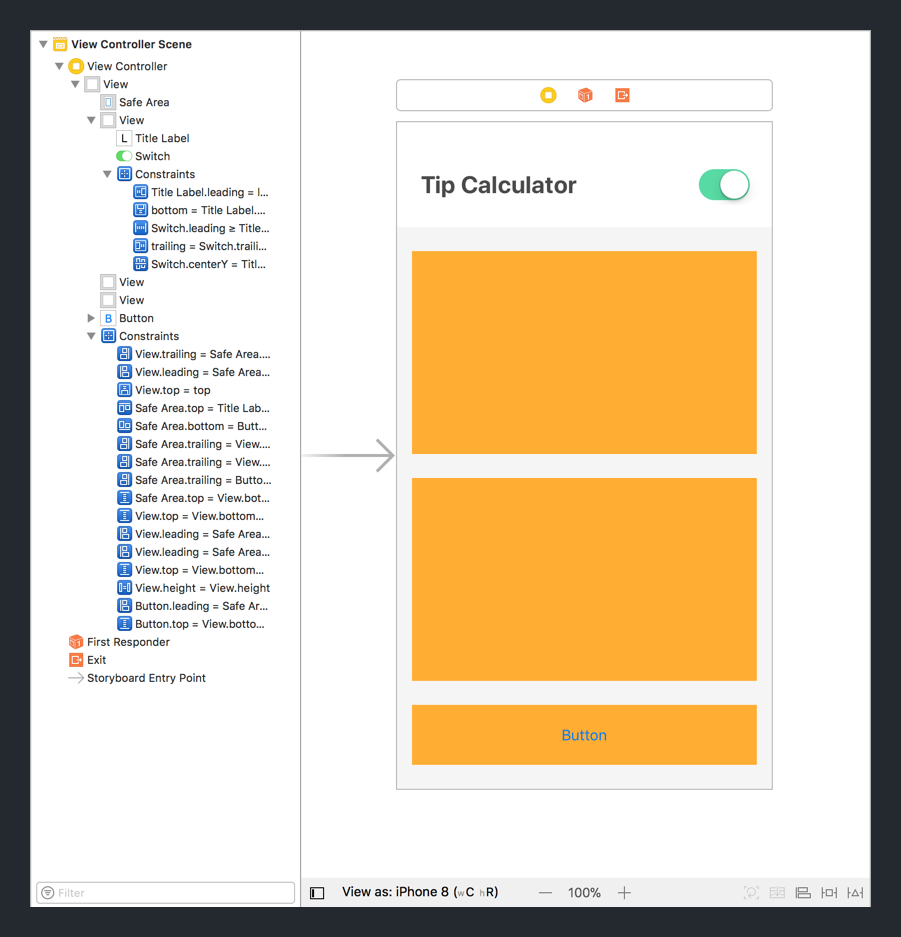 View Controller Scene
View Controller
View
Safe Area
View
L Title Label
Switch
Constraints
Title Label.leading = l...
bottom = Title Label....
Switch.leading ≥ Title...
trailing = Switch.traili...
Switch.centerY = Titl...
View
View
B Button
Constraints
View.trailing = Safe Area....
View.leading = Safe Area...
View.top = top
Safe Area.top = Title Lab...
Safe Area.bottom = Butt...
Safe Area.trailing = View....
Safe Area.trailing = View....
Safe Area.trailing = Butto...
Safe Area.top = View.bot...
View.top = View.bottom...
View.leading = Safe Area...
View.leading = Safe Area...
View.top = View.bottom...
View.height = View.height
Button.leading = Safe Ar...
Button.top = View.botto...
First Responder
Exit
Storyboard Entry Point
Filter
Tip Calculator
Button
View as: iPhone 8 (wC hR)
100%